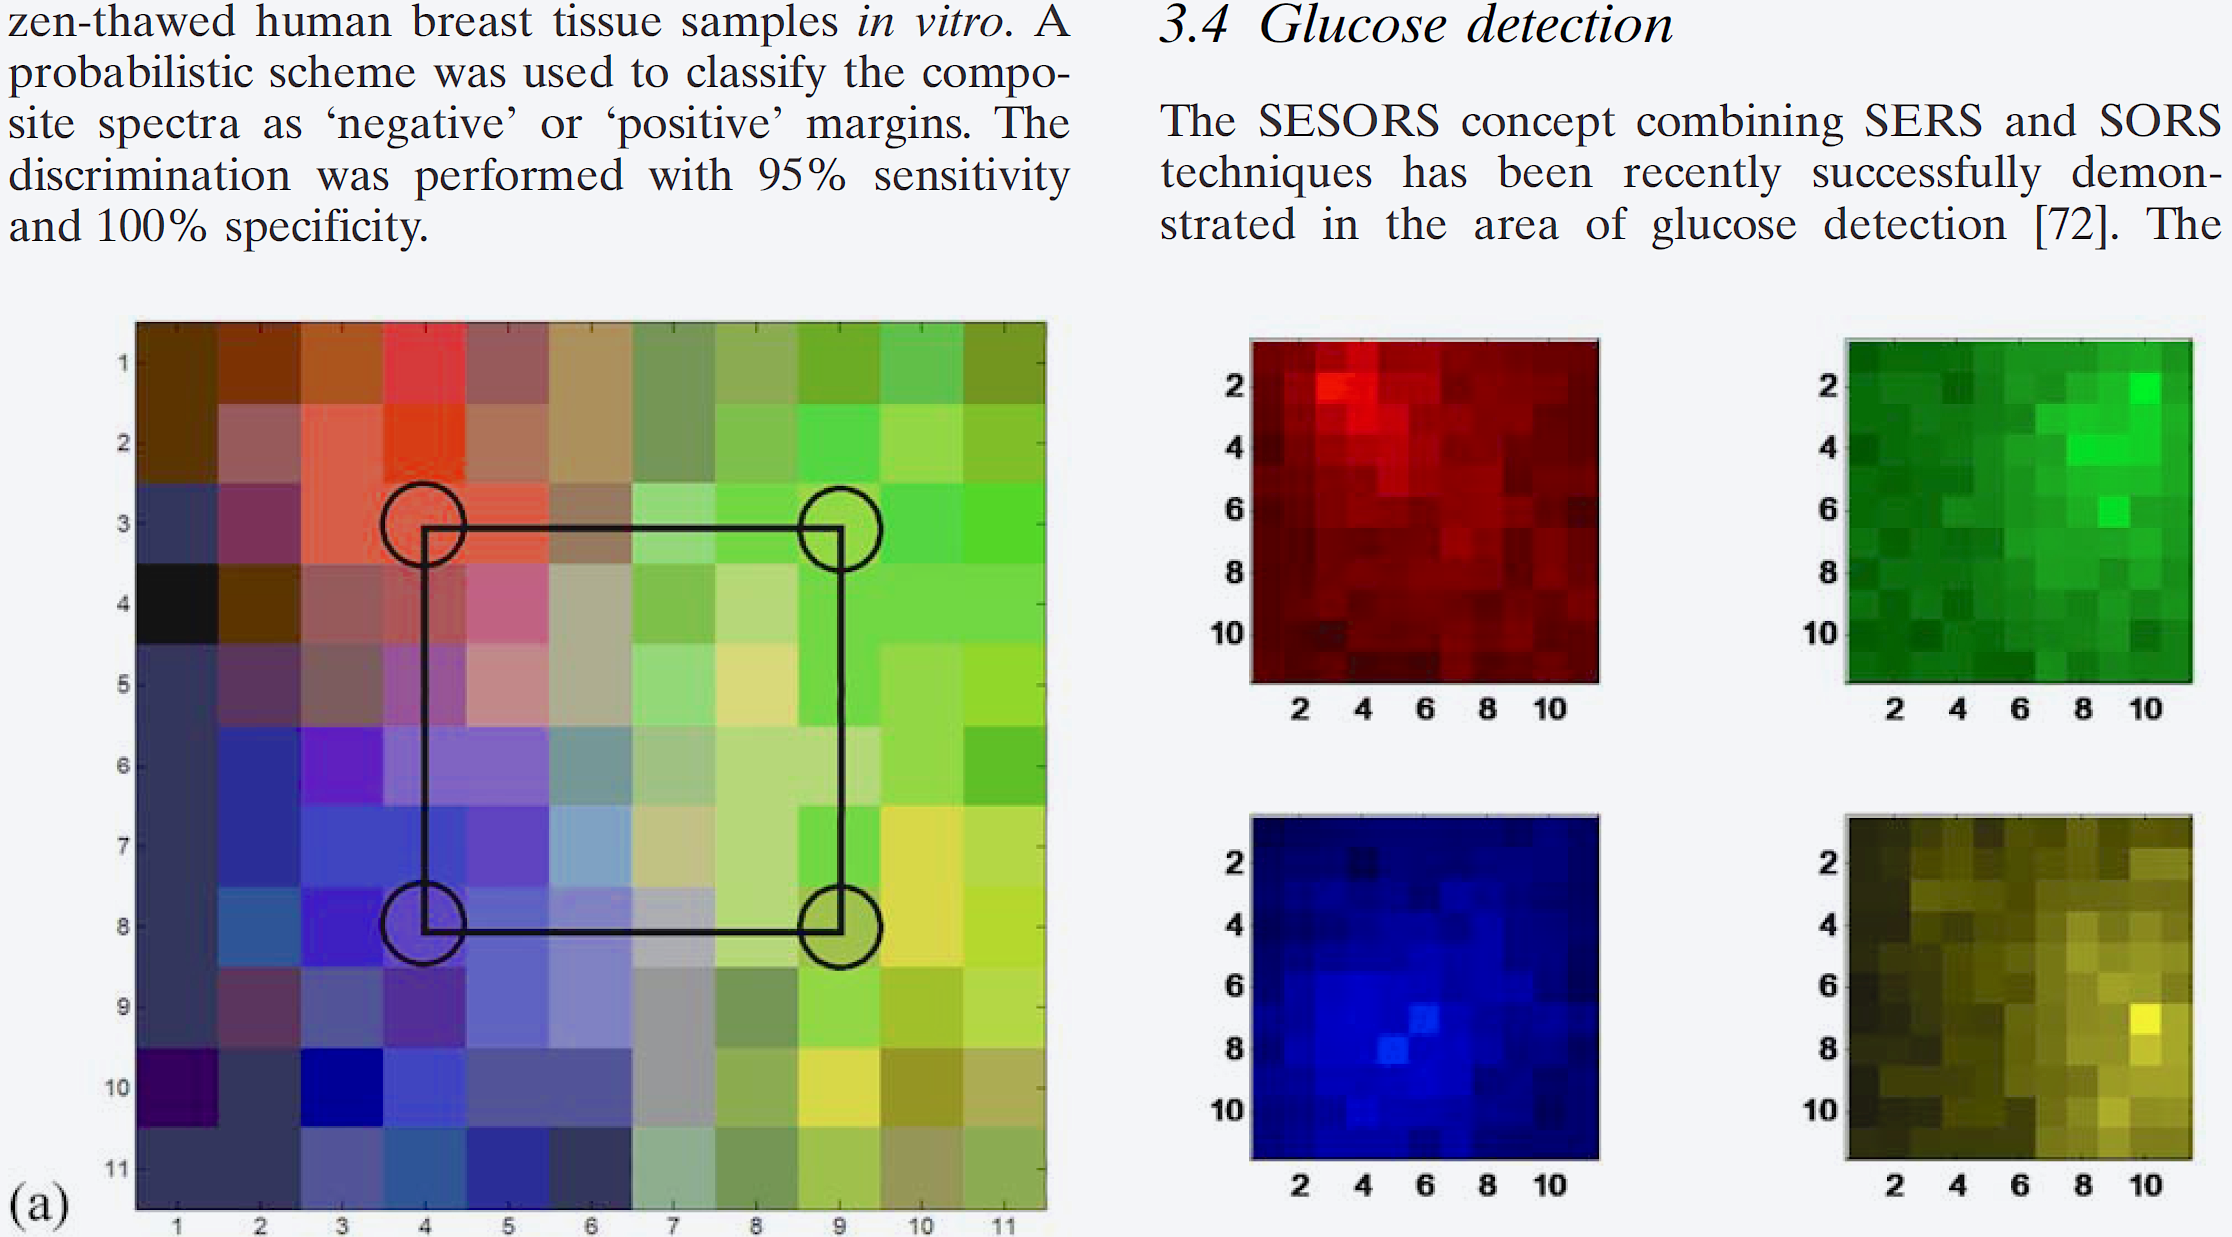 zen-thawed human breast tissue samples in vitro. A
probabilistic scheme was used to classify the compo-
site spectra as ‘negative’ or ‘positive’ margins. The
discrimination was performed with 95% sensitivity
and 100% specificity.
3.4 Glucose detection
The SESORS concept combining SERS and SORS
techniques has been recently successfully demon-
strated in the area of glucose detection [72]. The
1
2
3
4
5
6
7
8
9
10
11
(a)
1 2 3 4 5 6 7 8 9 10 11
2
4
6
8
10
2 4 6 8 10
2
4
6
8
10
2 4 6 8 10
2
4
6
8
10
2 4 6 8 10
2
4
6
8
10
2 4 6 8 10